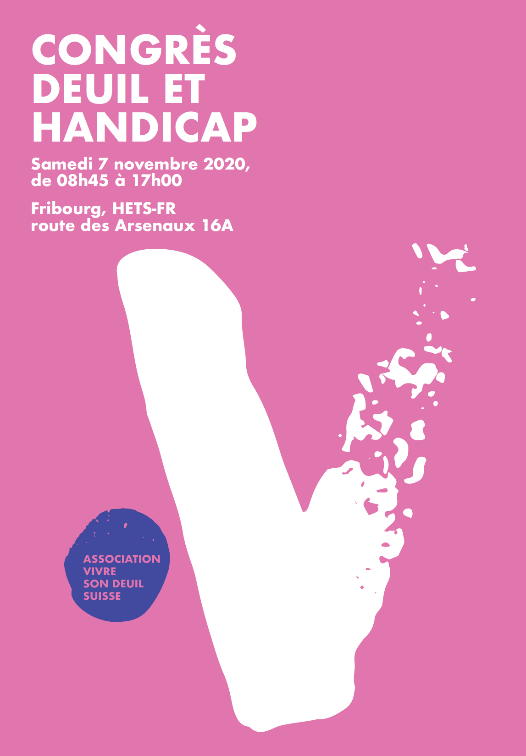 CONGRÈS
DEUIL ET
HANDICAP
Samedi 7 novembre 2020,
de 08h45 à 17h00
Fribourg, HETS-FR
route des Arsenaux 16A
ASSOCIATION
VIVRE
SON DEUIL
SUISSE